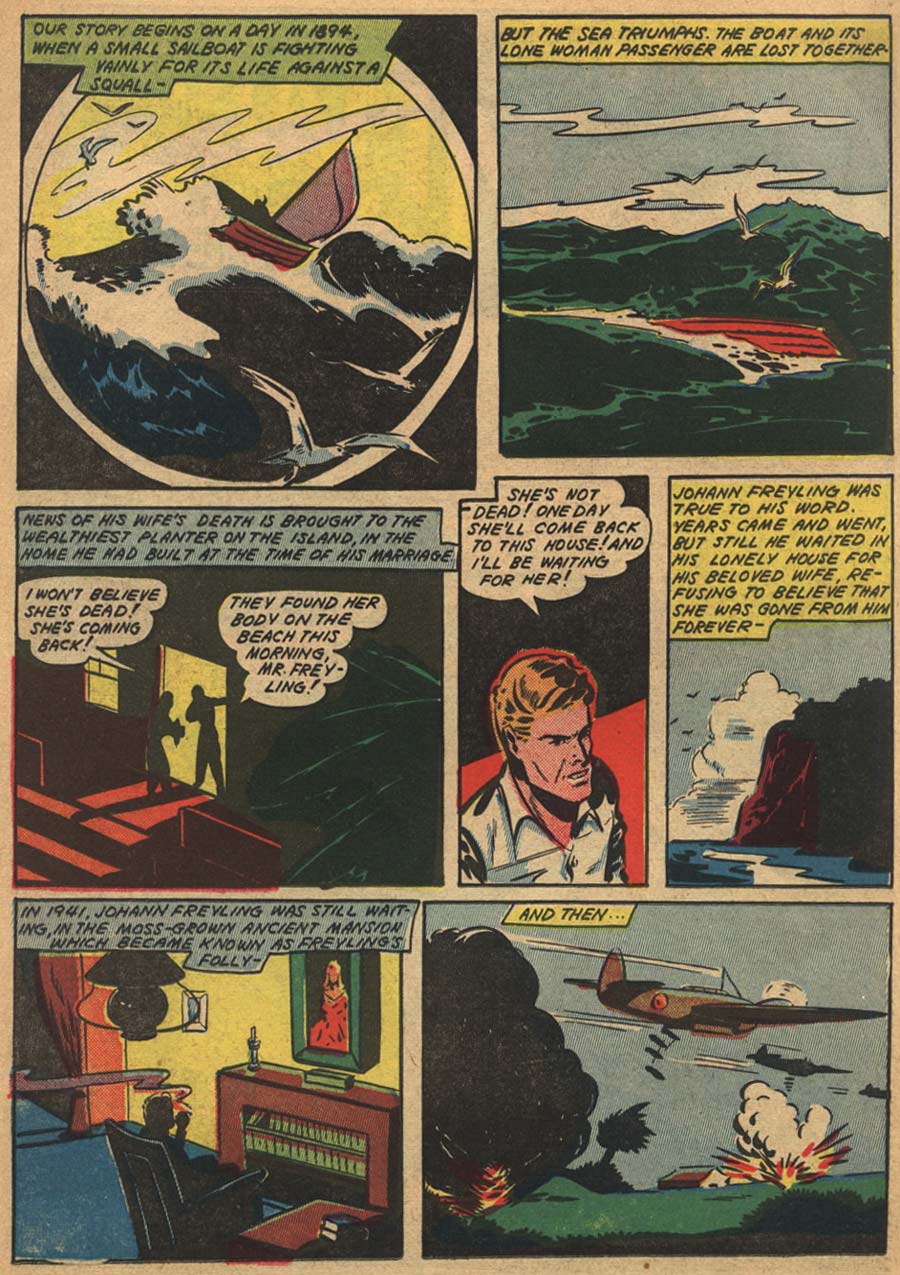 OUR STORY BEGINS ON A DAY IN 1894,
WHEN A SMALL SAILBOAT IS FIGHTING
VAINLY FOR ITS LIFE AGAINST A
SQUALL-
BUT THE SEA TRIUMPHS. THE BOAT AND ITS
LONE WOMAN PASSENGER ARE LOST TOGETHER-
NEWS OF HIS WIFE'S DEATH IS BROUGHT TO THE
WEALTHIEST PLANTER ON THE ISLAND, IN THE
HOME HE HAD BUILT AT THE TIME OF HIS MARRIAGE
I WON'T BELIEVE
SHE'S DEAD!
SHE'S COMING
BACK!
THEY FOUND HER
BODY ON THE
BEACH THIS
MORNING,
MR. FREY-
LING!
SHE'S NOT
DEAD! ONE DAY
SHE'LL COME BACK
TO THIS HOUSE! AND
I'LL BE WAITING
FOR HER!
JOHANN FREYLING WAS
TRUE TO HIS WORD.
YEARS CAME AND WENT,
BUT STILL HE WAITED IN
HIS LONELY HOUSE FOR
HIS BELOVED WIFE, RE-
FUSING TO BELIEVE THAT
SHE WAS GONE FROM HIM
FOREVER-
IN 1941, JOHANN FREYLING WAS STILL WAIT-
ING, IN THE MOSS-GROWN ANCIENT MANSION
WHICH BECAME KNOWN AS FREYLING'S
FOLLY-
AND THEN...